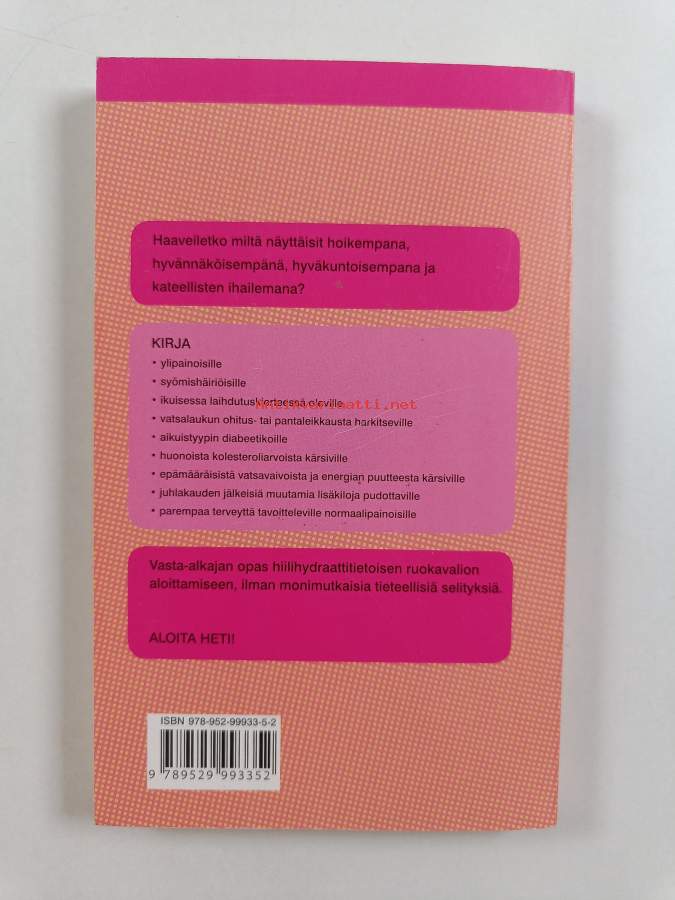 Haaveiletko miltä näyttäisit hoikempana,
hyvännäköisempänä, hyväkuntoisempana ja
kateellisten ihailemana?
KIRJA
• ylipainoisille
• syömishäiriöisille
• ikuisessa laihdutuskierteessä oleville
antikvariaatti.net
• vatsalaukun ohitus- tai pantaleikkausta harkitseville
• aikuistyypin diabeetikoille
• huonoista kolesteroliarvoista kärsiville
• epämääräisistä vatsavaivoista ja energian puutteesta kärsiville
• juhlakauden jälkeisiä muutamia lisäkiloja pudottaville
• parempaa terveyttä tavoitteleville normaalipainoisille
Vasta-alkajan opas hiilihydraattitietoisen ruokavalion
aloittamiseen, ilman monimutkaisia tieteellisiä selityksiä.
ALOITA HETI!
ISBN 978-952-99933-5-2
9 789529 993352